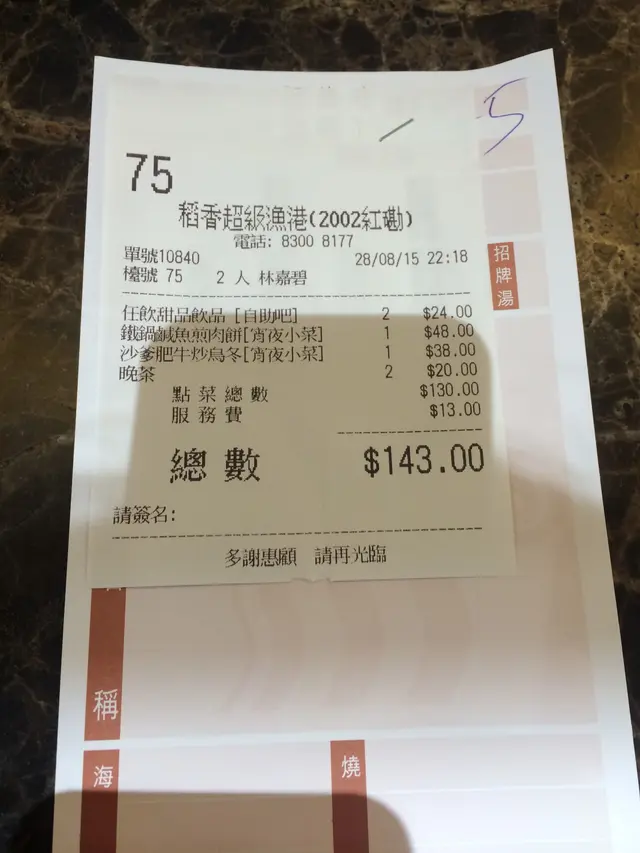 5
75
稻香超級漁港(2002紅磡)
電話: 8300 8177
單號10840 28/08/15 22:18
檯號 75 2 人 林嘉碧
任飲甜品飲品 [自助吧] 2 $24.00
鐵鍋鹹魚煎肉餅[宵夜小菜] 1 $48.00
沙爹肥牛炒烏冬[宵夜小菜] 1 $38.00
晚茶 2 $20.00
點菜總數 $130.00
服務費 $13.00
總數 $143.00
請簽名:
多謝惠顧 請再光臨
招牌湯
稱
海
燒